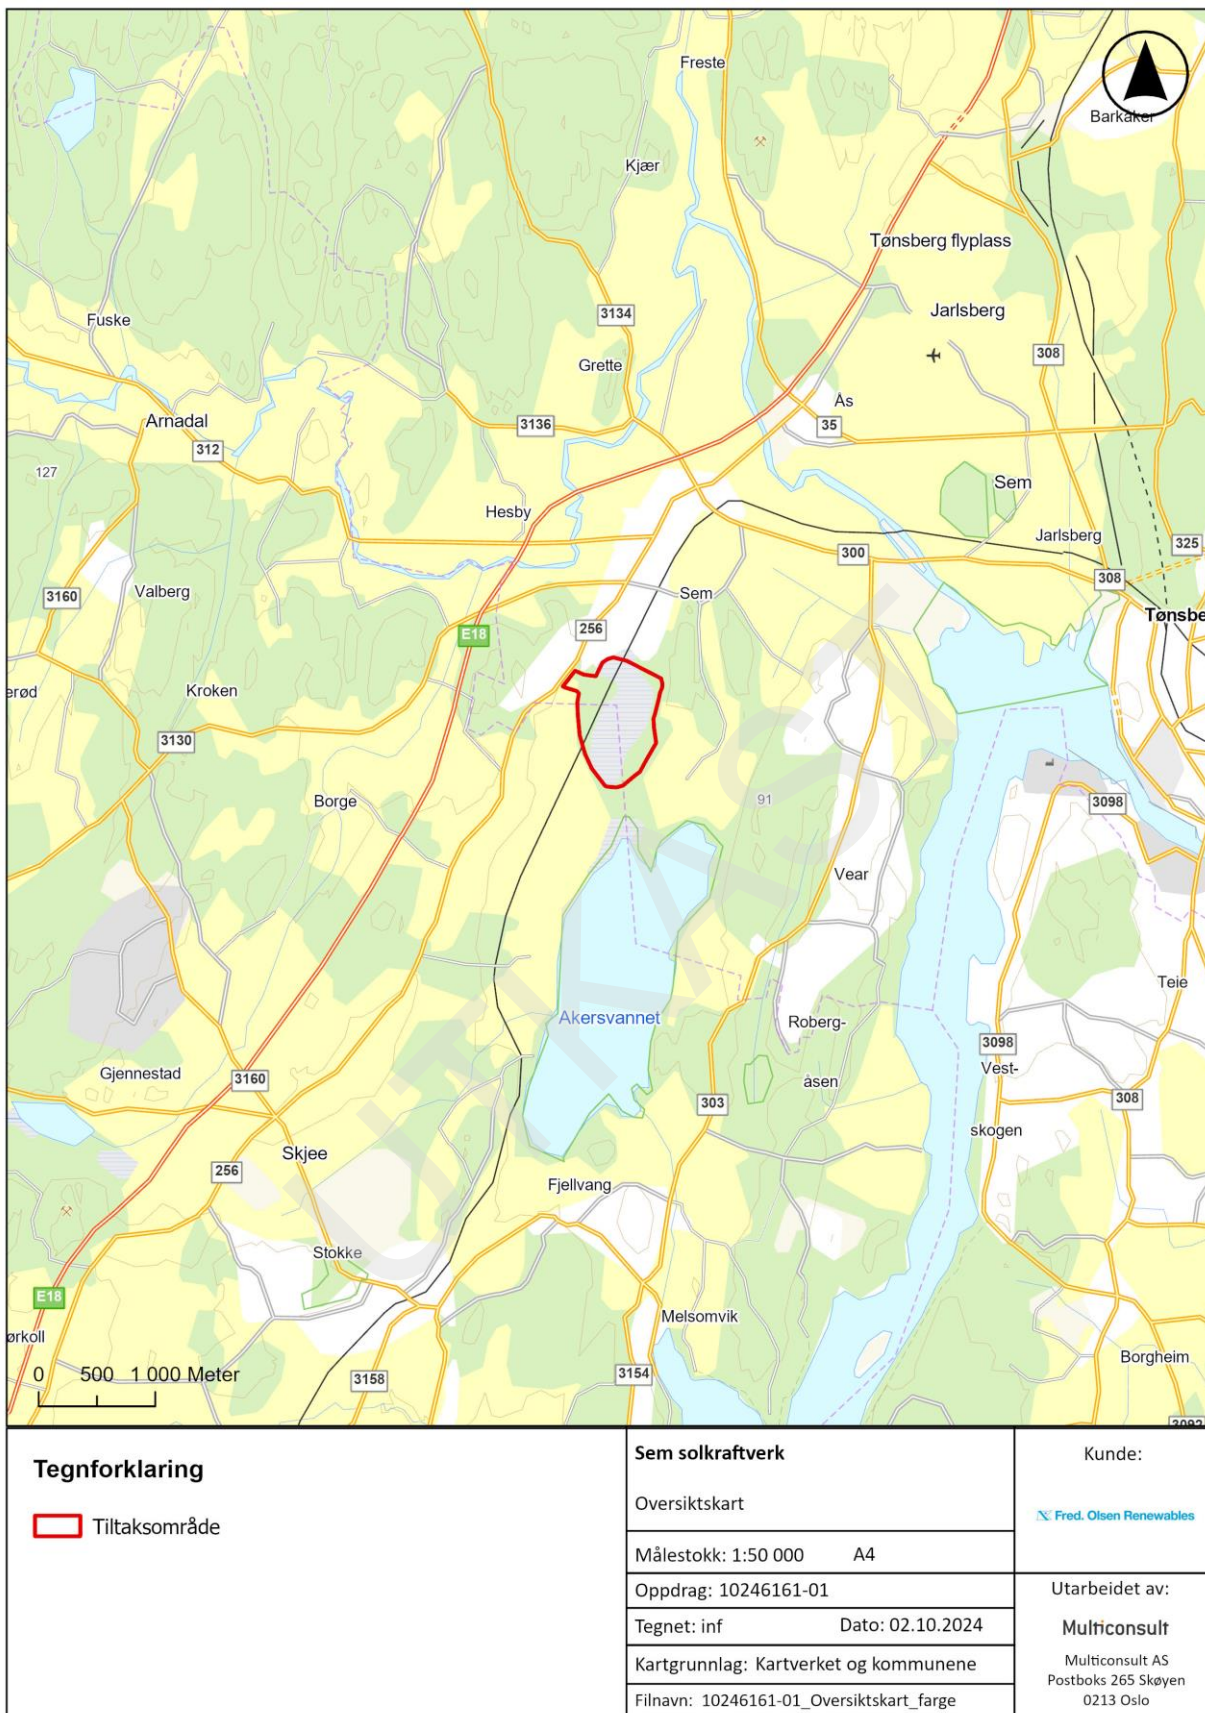 Freste
Barkåker
Kjær
Tønsberg flyplass
Jarlsberg
3134
Fuske
308
Grette
Ås
Arnadal
3136
35
312
127
Sem
Hesby
Jarlsberg
325
300
308
Valberg
3160
Sem
Tønsbe
256
E18
erød
Kroken
3130
91
Borge
3098
Vear
Teie
Akersvannet
Roberg-
3098
Vest-
Gjennestad
3160
åsen
303
308
skogen
Skjee
256
Fjellvang
Stokke
E18
Melsomvik
ørkoll
Borgheim
0 500 1 000 Meter
3154
3158
3092
UTKAST
Tegnforklaring
Tiltaksområde
Sem solkraftverk
Oversiktskart
Målestokk: 1:50 000 A4
Oppdrag: 10246161-01
Tegnet: inf Dato: 02.10.2024
Kartgrunnlag: Kartverket og kommunene
Filnavn: 10246161-01_Oversiktskart_farge
Kunde:
Fred. Olsen Renewables
Utarbeidet av:
Multiconsult
Multiconsult AS
Postboks 265 Skøyen
0213 Oslo